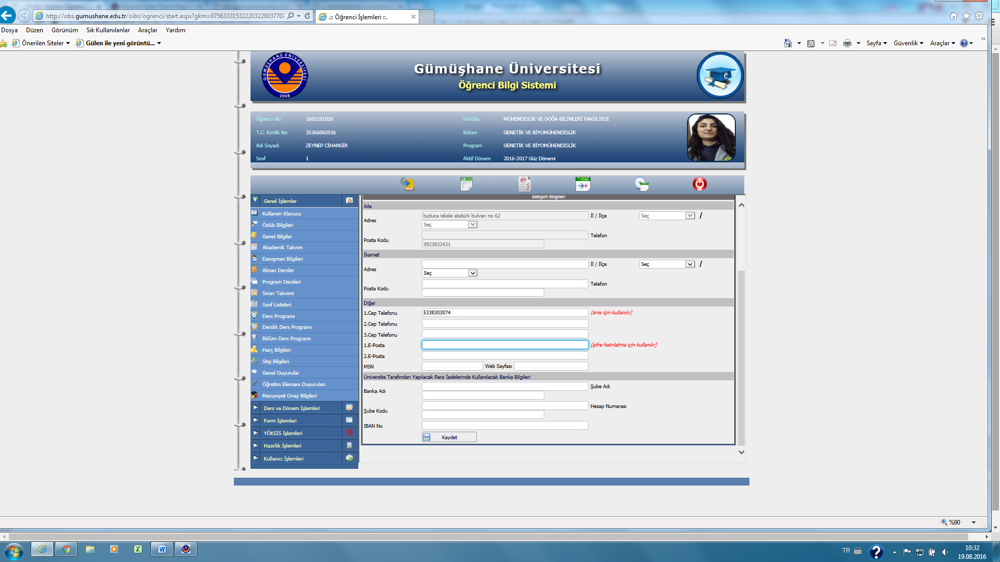 http://obs.gumushane.edu.tr/oibs/ogrenci/start.aspx?gkm=075633315322203220037707
.:: Öğrenci İşlemleri ::.
Dosya Düzen Görünüm Sık Kullanılanlar Araçlar Yardım
Önerilen Siteler Gülen ile yeni görüntü... Sayfa Güvenlik Araçlar
GÜMÜŞHANE ÜNİVERSİTESİ 2008
Gümüşhane Üniversitesi
Öğrenci Bilgi Sistemi
Öğrenci No 1601191010 Fakülte MÜHENDİSLİK VE DOĞA BİLİMLERİ FAKÜLTESİ
T.C. Kimlik No 35366065936 Bölüm GENETİK VE BİYOMÜHENDİSLİK
Adı Soyadı ZEYNEP CİHANGİR Program GENETİK VE BİYOMÜHENDİSLİK
Sınıf 1 Aktif Dönem 2016-2017 Güz Dönemi
Genel İşlemler
Kullanım Klavuzu
Özlük Bilgileri
Genel Bilgiler
Akademik Takvim
Danışman Bilgileri
Alınan Dersler
Program Dersleri
Sınav Takvimi
Sınıf Listeleri
Ders Programı
Derslik Ders Programı
Bölüm Ders Programı
Harç Bilgileri
Staj Bilgileri
Genel Duyurular
Öğretim Elemanı Duyuruları
Mezuniyet Onay Bilgileri
Ders ve Dönem İşlemleri
Form İşlemleri
YÖKSİS İşlemleri
Hazırlık İşlemleri
Kullanıcı İşlemleri
İletişim Bilgileri
Aile
Adres tuzluca iskele atatürk bulvarı no 62 İl / İlçe Seç /
Seç
Posta Kodu Telefon
3923832431
İkamet
Adres İl / İlçe Seç /
Seç
Posta Kodu Telefon
Diğer
1.Cep Telefonu 5338303074 (sms için kullanılır)
2.Cep Telefonu
3.Cep Telefonu
1.E-Posta (şifre hatırlatma için kullanılır)
2.E-Posta
MSN Web Sayfası
Üniversite Tarafından Yapılacak Para İadelerinde Kullanılacak Banka Bilgileri
Banka Adı Şube Adı
Şube Kodu Hesap Numarası
IBAN No
Kaydet
%90
TR 10:32
19.08.2016